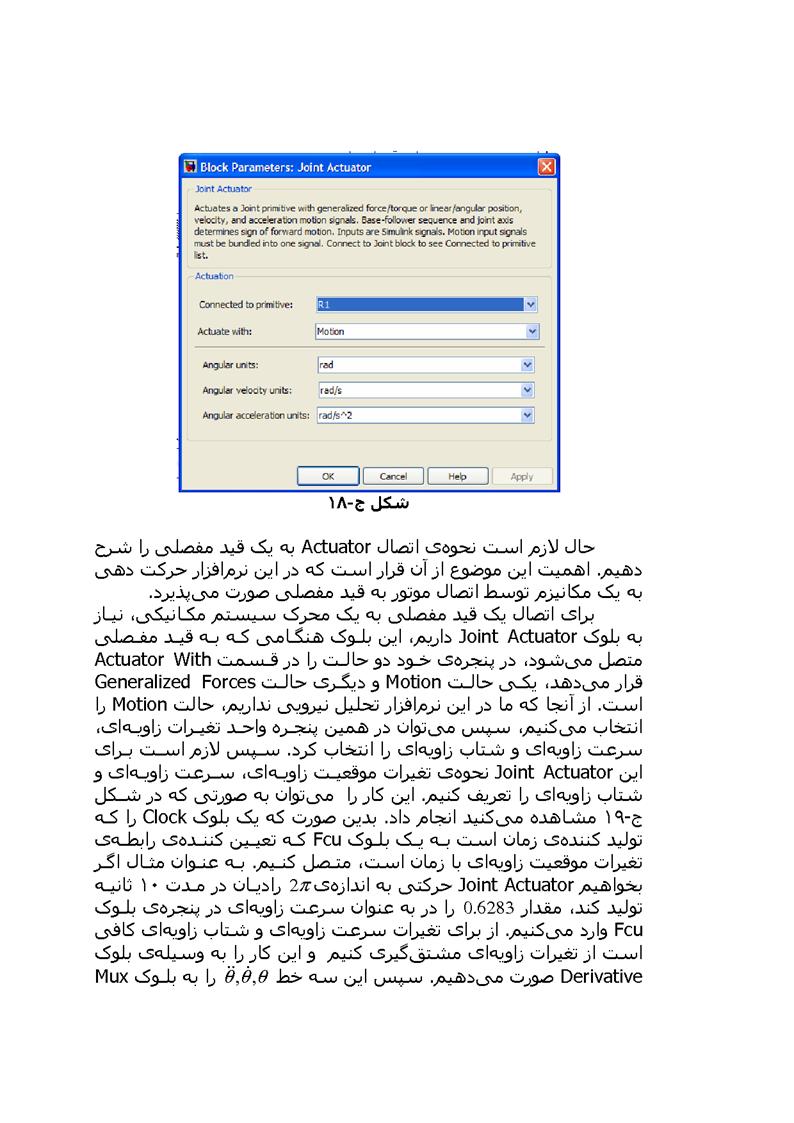 Block Parameters: Joint Actuator
Joint Actuator
Actuates a Joint primitive with generalized force/torque or linear/angular position,
velocity, and acceleration motion signals. Base-follower sequence and joint axis
determines sign of forward motion. Inputs are Simulink signals. Motion input signals
must be bundled into one signal. Connect to Joint block to see Connected to primitive
list.
Actuation
Connected to primitive: R1
Actuate with: Motion
Angular units: rad
Angular velocity units: rad/s
Angular acceleration units: rad/s^2
OK Cancel Help Apply
شکل ج-۱۸
حال لازم است نحوه‌ی اتصال Actuator به یک قید مفصلی را شرح
دهیم. اهمیت این موضوع از آن قرار است که در این نرم‌افزار حرکت دهی
به یک مکانیزم توسط اتصال موتور به قید مفصلی صورت می‌پذیرد.
برای اتصال یک قید مفصلی به یک محرک سیستم مکانیکی، نیاز
به بلوک Joint Actuator داریم، این بلوک هنگامی که به قید مفصلی
متصل می‌شود، در پنجره‌ی خود دو حالت را در قسمت Actuator With
قرار می‌دهد، یکی حالت Motion و دیگری حالت Generalized Forces
است. از آنجا که ما در این نرم‌افزار تحلیل نیرویی نداریم، حالت Motion را
انتخاب می‌کنیم، سپس می‌توان در همین پنجره واحد تغیرات زاویه‌ای،
سرعت زاویه‌ای و شتاب زاویه‌ای را انتخاب کرد. سپس لازم است برای
این Joint Actuator نحوه‌ی تغیرات موقعیت زاویه‌ای، سرعت زاویه‌ای و
شتاب زاویه‌ای را تعریف کنیم. این کار را می‌توان به صورتی که در شکل
ج-۱۹ مشاهده می‌کنید انجام داد. بدین صورت که یک بلوک Clock را که
تولید کننده‌ی زمان است به یک بلوک Fcu که تعیین کننده‌ی رابطه‌ی
تغیرات موقعیت زاویه‌ای با زمان است، متصل کنیم. به عنوان مثال اگر
بخواهیم Joint Actuator حرکتی به اندازه‌ی 2π رادیان در مدت ۱۰ ثانیه
تولید کند، مقدار 0.6283 را در به عنوان سرعت زاویه‌ای در پنجره‌ی بلوک
Fcu وارد می‌کنیم. از برای تغیرات سرعت زاویه‌ای و شتاب زاویه‌ای کافی
است از تغیرات زاویه‌ای مشتق‌گیری کنیم و این کار را به وسیله‌ی بلوک
Derivative صورت می‌دهیم. سپس این سه خط θ̈,θ̇,θ را به بلوک Mux